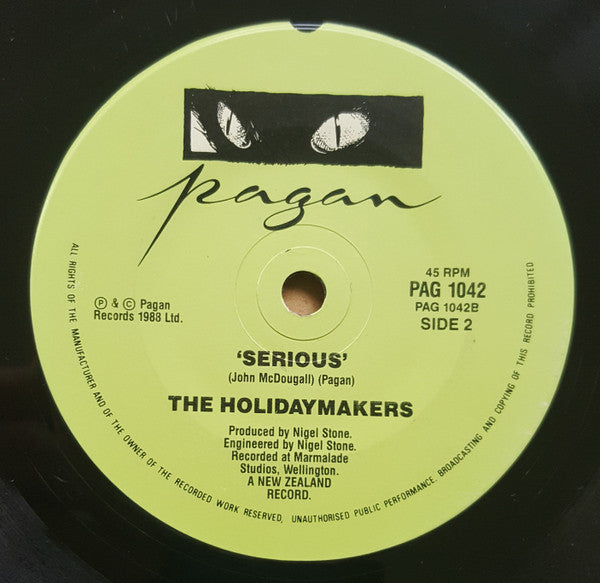 pagan
45 RPM
PAG 1042
PAG 1042B
SIDE 2
℗ & © Pagan
Records 1988 Ltd.
'SERIOUS'
(John McDougall) (Pagan)
THE HOLIDAYMAKERS
Produced by Nigel Stone.
Engineered by Nigel Stone.
Recorded at Marmalade
Studios, Wellington.
A NEW ZEALAND
RECORD.
ALL RIGHTS OF THE MANUFACTURER AND OF THE OWNER OF THE RECORDED WORK RESERVED, UNAUTHORISED PUBLIC PERFORMANCE, BROADCASTING AND COPYING OF THIS RECORD PROHIBITED